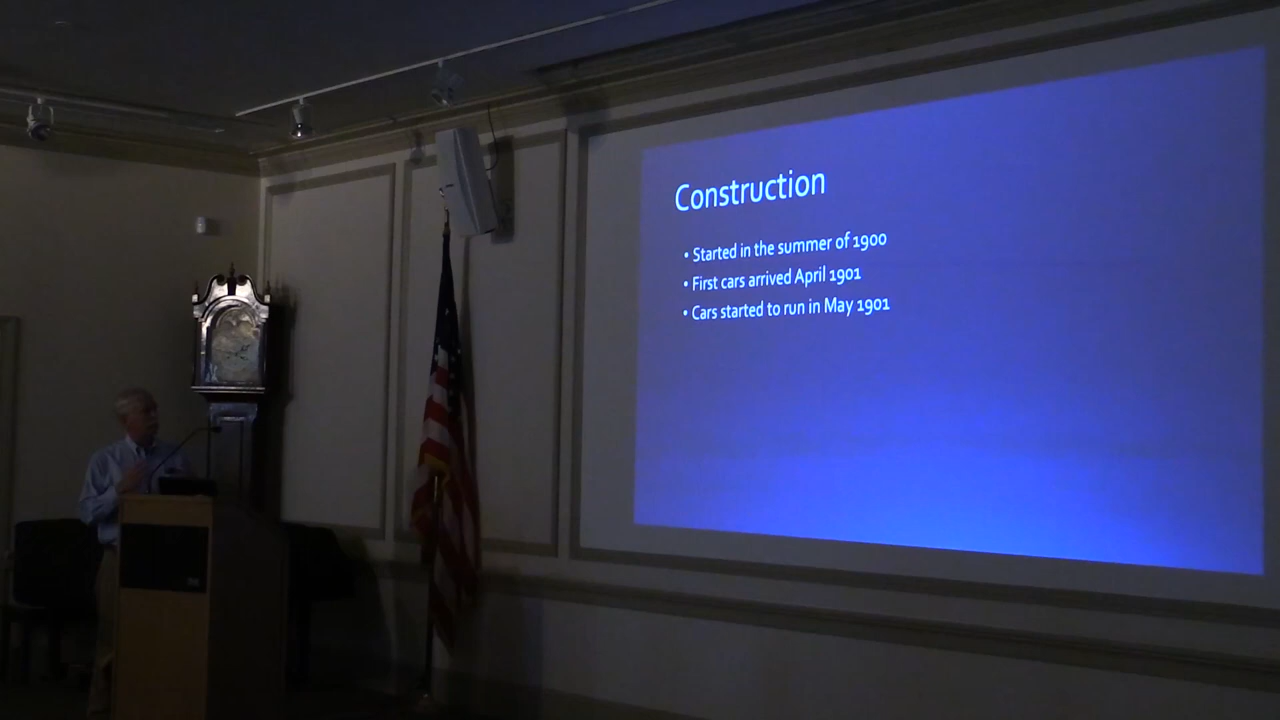 Construction
• Started in the summer of 1900
• First cars arrived April 1901
• Cars started to run in May 1901